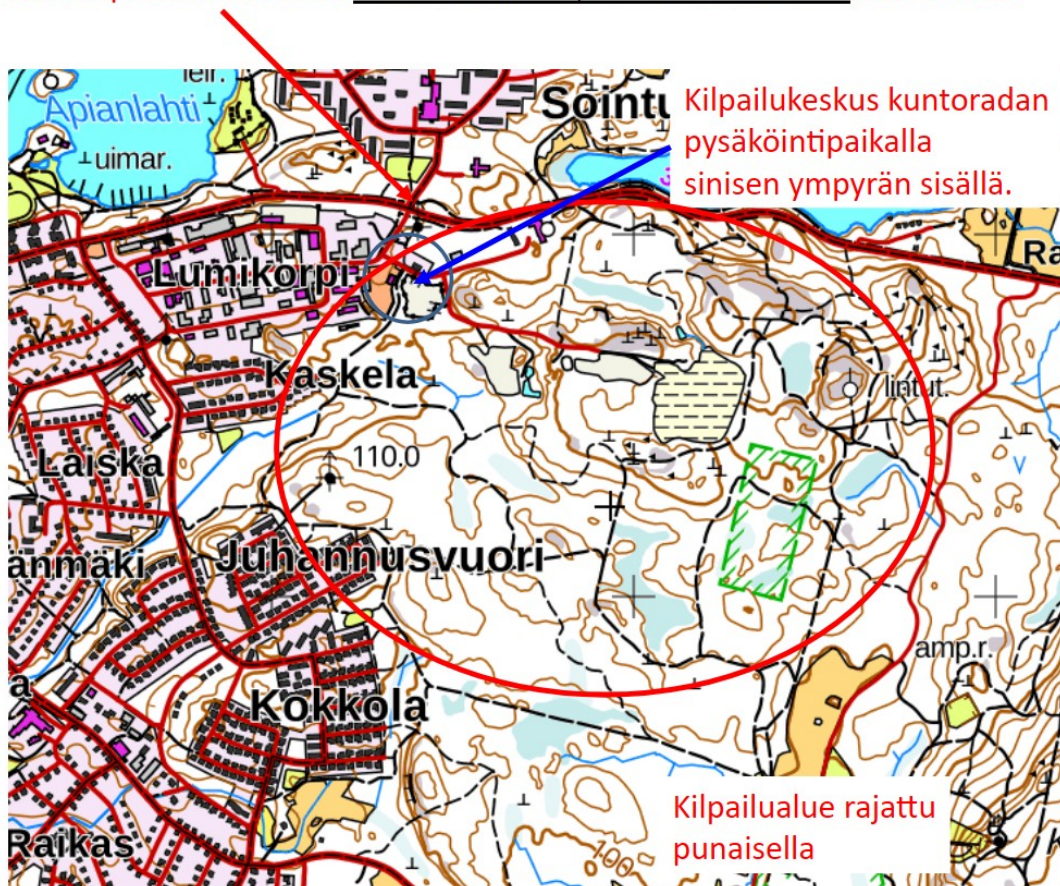 Apianlahti
uimar.
Lumikorpi
Kaskela
Laiska
110.0
Juhannusvuori
Kokkola
Raikas
Kilpailukeskus kuntoradan
pysäköintipaikalla
sinisen ympyrän sisällä.
lintut.
V
amp.r.
100
Kilpailualue rajattu
punaisella